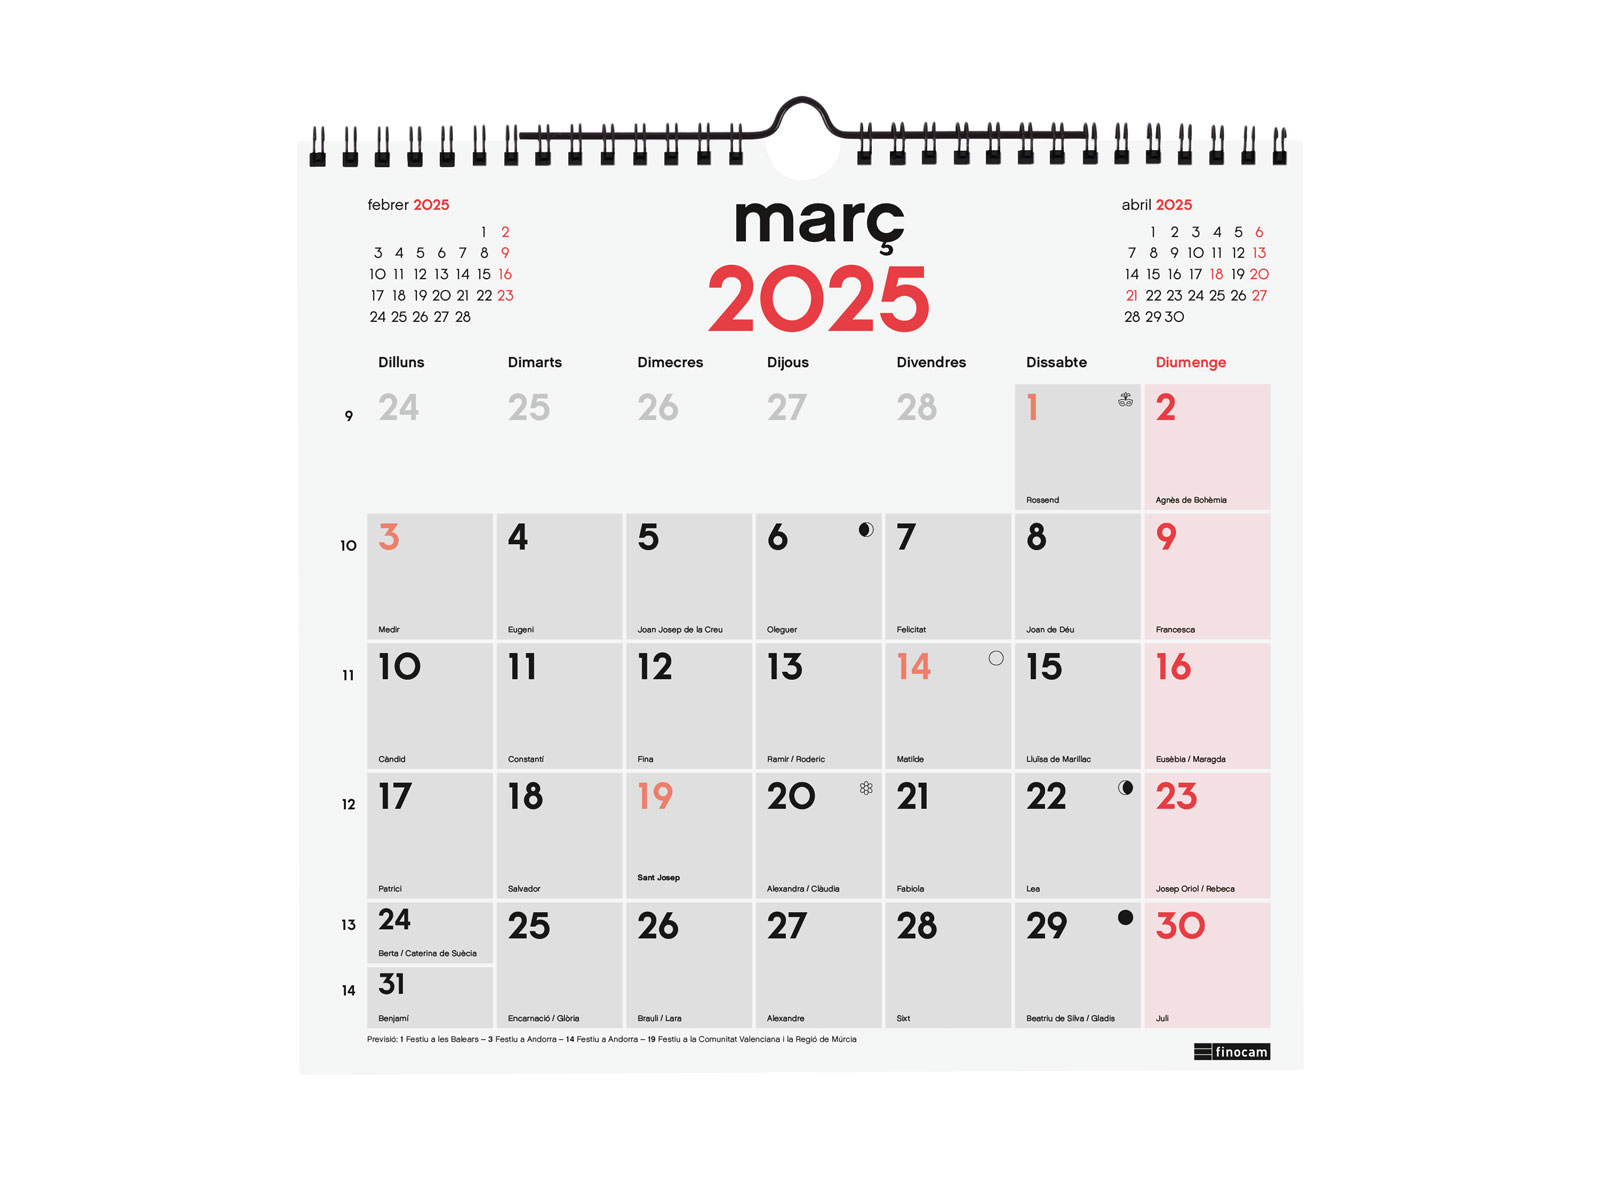 febrer 2025
1 2
3 4 5 6 7 8 9
10 11 12 13 14 15 16
17 18 19 20 21 22 23
24 25 26 27 28
març
2025
abril 2025
1 2 3 4 5 6
7 8 9 10 11 12 13
14 15 16 17 18 19 20
21 22 23 24 25 26 27
28 29 30
Dilluns Dimarts Dimecres Dijous Divendres Dissabte Diumenge
9 24 25 26 27 28 1 2
Rossend Agnès de Bohèmia
10 3 4 5 6 7 8 9
Medir Eugeni Joan Josep de la Creu Oleguer Felicitat Joan de Déu Francesca
11 10 11 12 13 14 15 16
Càndid Constantí Fina Ramir / Roderic Matilde Lluïsa de Marillac Eusèbia / Maragda
12 17 18 19 20 21 22 23
Sant Josep
Patrici Salvador Alexandra / Clàudia Fabiola Lea Josep Oriol / Rebeca
13 24 25 26 27 28 29 30
Berta / Caterina de Suècia
14 31
Benjamí Encarnació / Glòria Brauli / Lara Alexandre Sixt Beatriu de Silva / Gladis Juli
Previsió: 1 Festiu a les Balears – 3 Festiu a Andorra – 14 Festiu a Andorra – 19 Festiu a la Comunitat Valenciana i la Regió de Múrcia
finocam